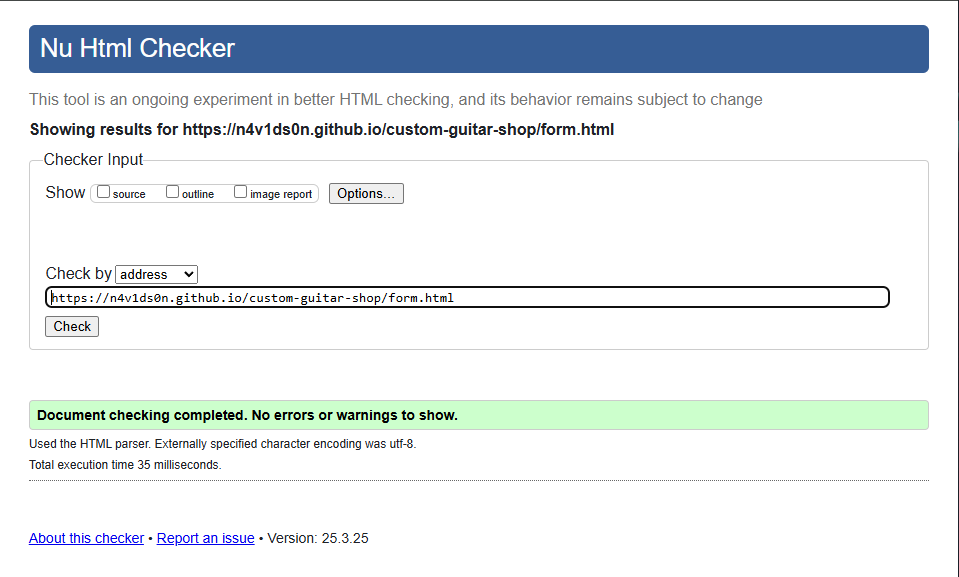 Nu Html Checker
This tool is an ongoing experiment in better HTML checking, and its behavior remains subject to change
Showing results for https://n4v1ds0n.github.io/custom-guitar-shop/form.html
Checker Input
Show source outline image report Options...
Check by address
https://n4v1ds0n.github.io/custom-guitar-shop/form.html
Check
Document checking completed. No errors or warnings to show.
Used the HTML parser. Externally specified character encoding was utf-8.
Total execution time 35 milliseconds.
About this checker • Report an issue • Version: 25.3.25